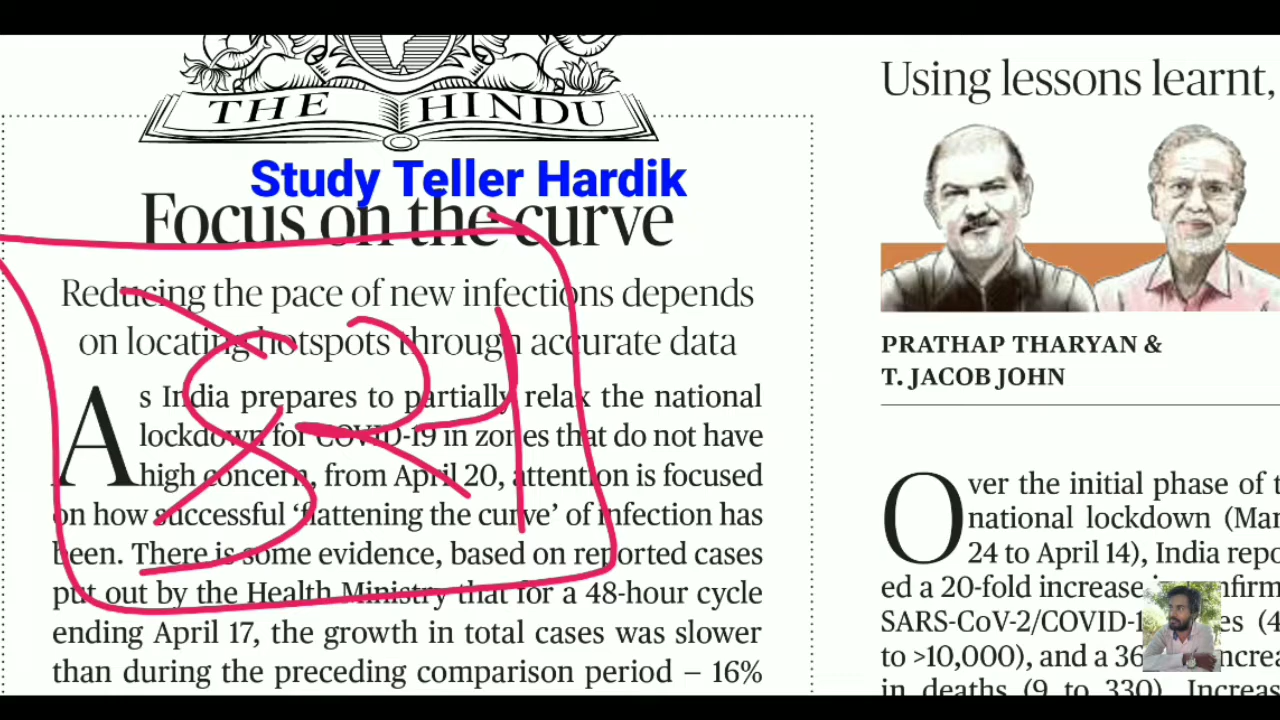 THE HINDU
Study Teller Hardik
Focus on the curve
Reducing the pace of new infections depends
on locating hotspots through accurate data
As India prepares to partially relax the national
lockdown for COVID-19 in zones that do not have
high concern, from April 20, attention is focused
on how successful ‘flattening the curve’ of infection has
been. There is some evidence, based on reported cases
put out by the Health Ministry that for a 48-hour cycle
ending April 17, the growth in total cases was slower
than during the preceding comparison period – 16%
Using lessons learnt,
PRATHAP THARYAN &
T. JACOB JOHN
Over the initial phase of
national lockdown
24 to April 14), India
ed a 20-fold increase
SARS-CoV-2/COVID-
to >10,000), and a
in deaths (9 to 330).